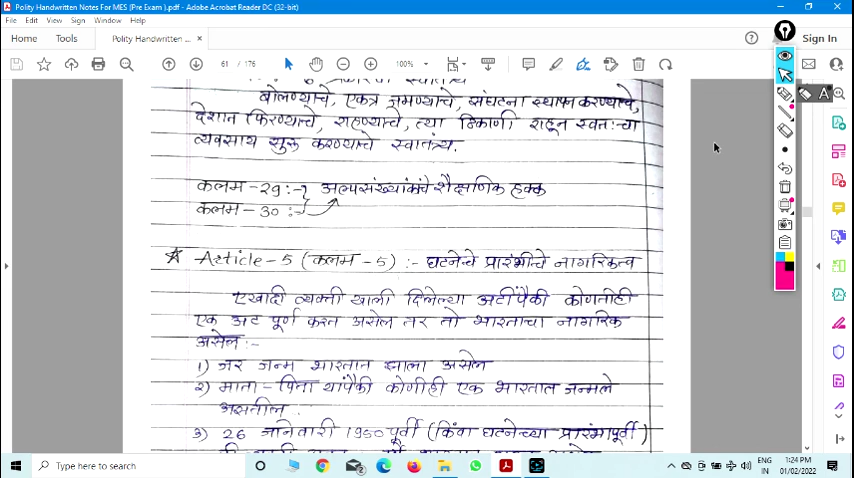 Polity Handwritten Notes For MES (Pre Exam ).pdf - Adobe Acrobat Reader DC (32-bit)
File Edit View Sign Window Help
Home Tools Polity Handwritten ... × Sign In
61 / 176 100%
बोलण्याचे, एकत्र जमण्याचे, संघटना स्थापन करण्याचे,
देशात फिरण्याचे, राहण्याचे, त्या ठिकाणी राहून स्वतःचा
व्यवसाय सुरू करण्याचे स्वातंत्र्य.
कलम - 29 :- अल्पसंख्यांकांचे शैक्षणिक हक्क
कलम - 30 :-
★ Article - 5 (कलम - 5) :- घटनेचे प्रारंभीचे नागरिकत्व
एखादी व्यक्ती खाली दिलेल्या अटींपैकी कोणतीही
एक अट पूर्ण करत असेल तर तो भारताचा नागरिक
असेल :-
1) जर जन्म भारतात झाला असेल
2) माता - पिता यांपैकी कोणीही एक भारतात जन्मले
असतील.
3) 26 जानेवारी 1950 पूर्वी (किंवा घटनेच्या प्रारंभापूर्वी)
Type here to search
ENG
IN
1:24 PM
01/02/2022